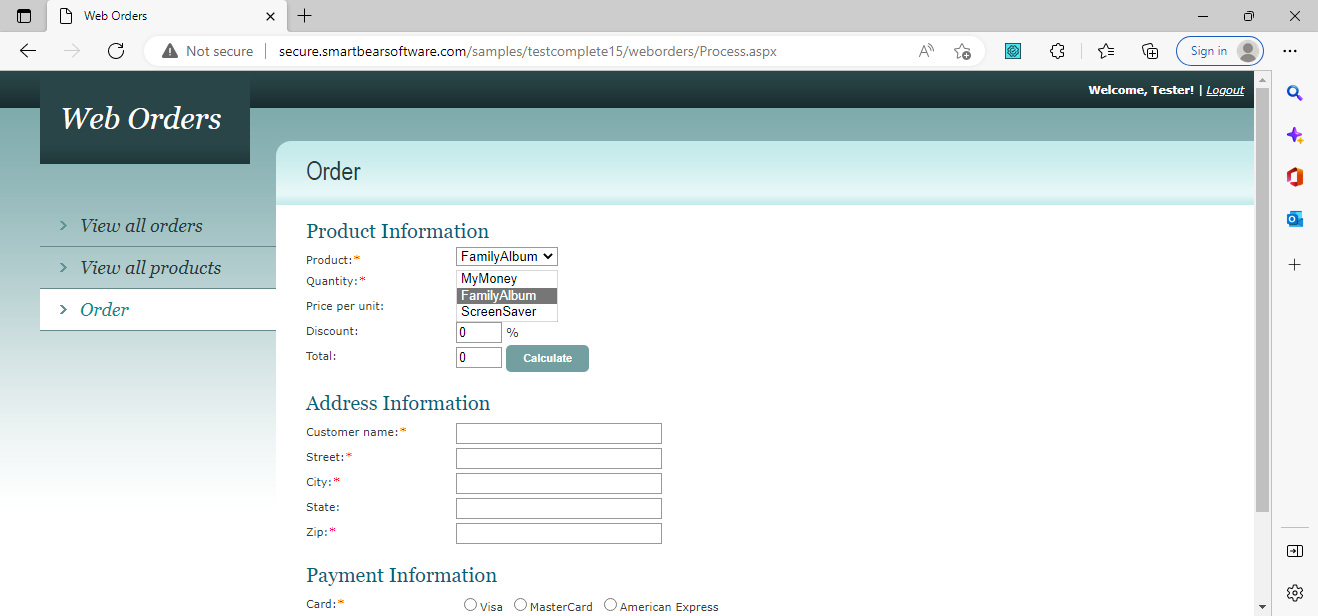 Web Orders
Not secure secure.smartbearsoftware.com/samples/testcomplete15/weborders/Process.aspx Sign in
Welcome, Tester! | Logout
Web Orders
Order
View all orders
View all products
Order
Product Information
Product:* FamilyAlbum
Quantity:* MyMoney
FamilyAlbum
Price per unit: ScreenSaver
Discount: 0 %
Total: 0 Calculate
Address Information
Customer name:*
Street:*
City:*
State:
Zip:*
Payment Information
Card:* Visa MasterCard American Express